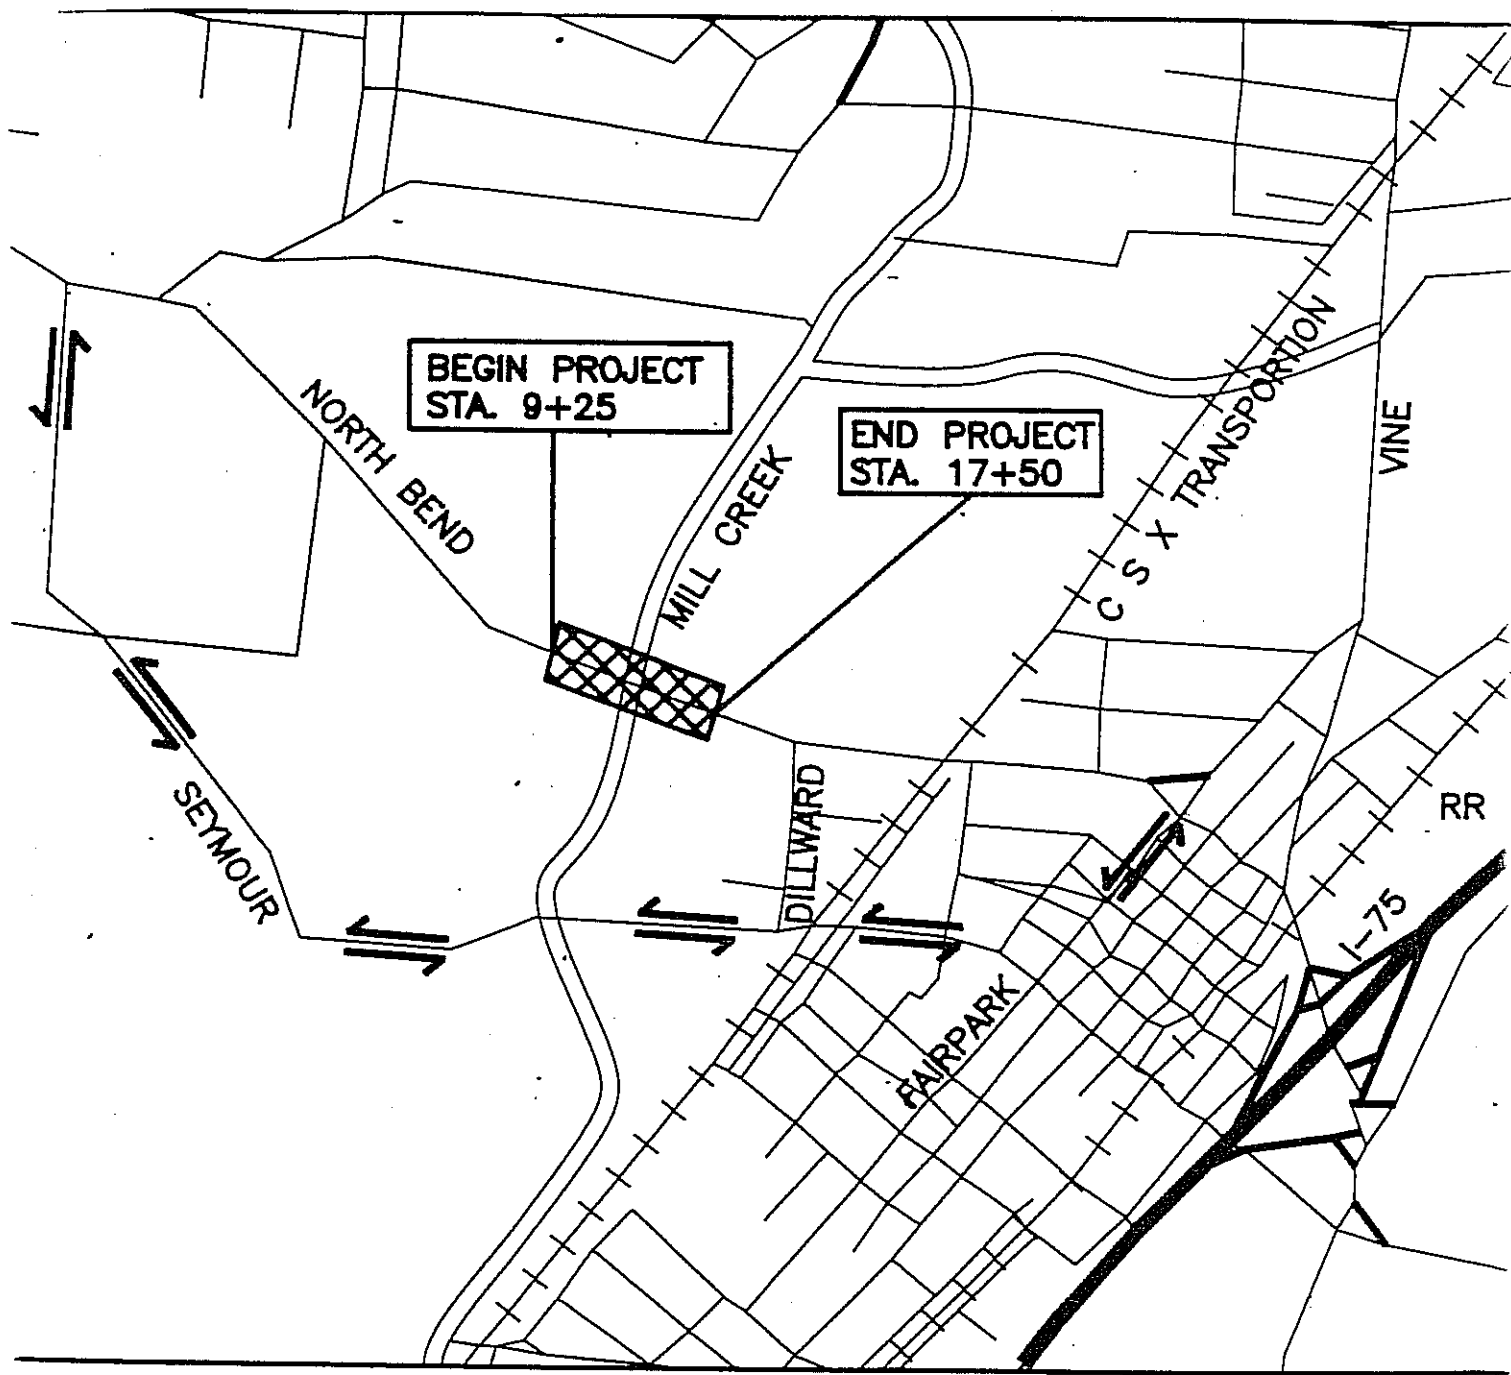 BEGIN PROJECT
STA. 9+25
NORTH BEND
END PROJECT
STA. 17+50
MILL CREEK
C S X TRANSPORTION
VINE
SEYMOUR
DILLWARD
RR
I-75
FAIRPARK